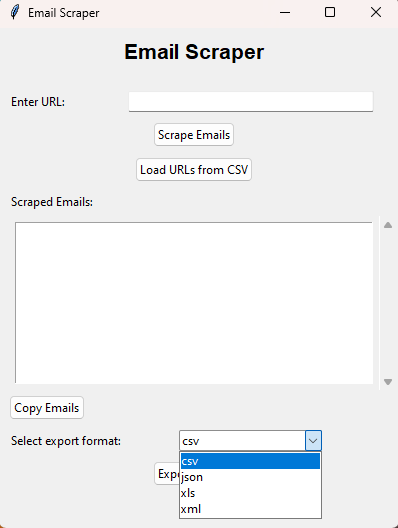 Email Scraper
Email Scraper
Enter URL:
Scrape Emails
Load URLs from CSV
Scraped Emails:
Copy Emails
Select export format:
csv
csv
json
xls
xml